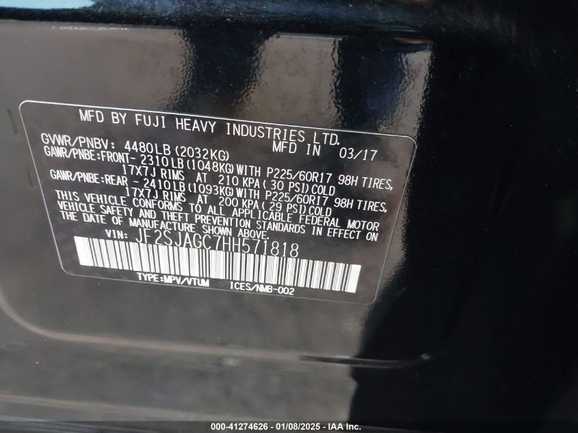 MFD BY FUJI HEAVY INDUSTRIES LTD.
GVWR/PNBV: 4480LB (2032KG) MFD IN 03/17
GAWR/PNBE:FRONT- 2310LB (1048KG) WITH P225/60R17 98H TIRES,
17X7J RIMS AT 210 KPA (30 PSI) COLD
GAWR/PNBE:REAR - 2410LB (1093KG) WITH P225/60R17 98H TIRES,
17X7J RIMS AT 200 KPA (29 PSI) COLD
THIS VEHICLE CONFORMS TO ALL APPLICABLE FEDERAL MOTOR
VEHICLE SAFETY AND BUMPER STANDARDS IN EFFECT ON
THE DATE OF MANUFACTURE SHOWN ABOVE.
VIN: JF2SJAGC7HH571818
TYPE:MPV/VTUM ICES/NMB-002
000-41274626 - 01/08/2025 - IAA, Inc.